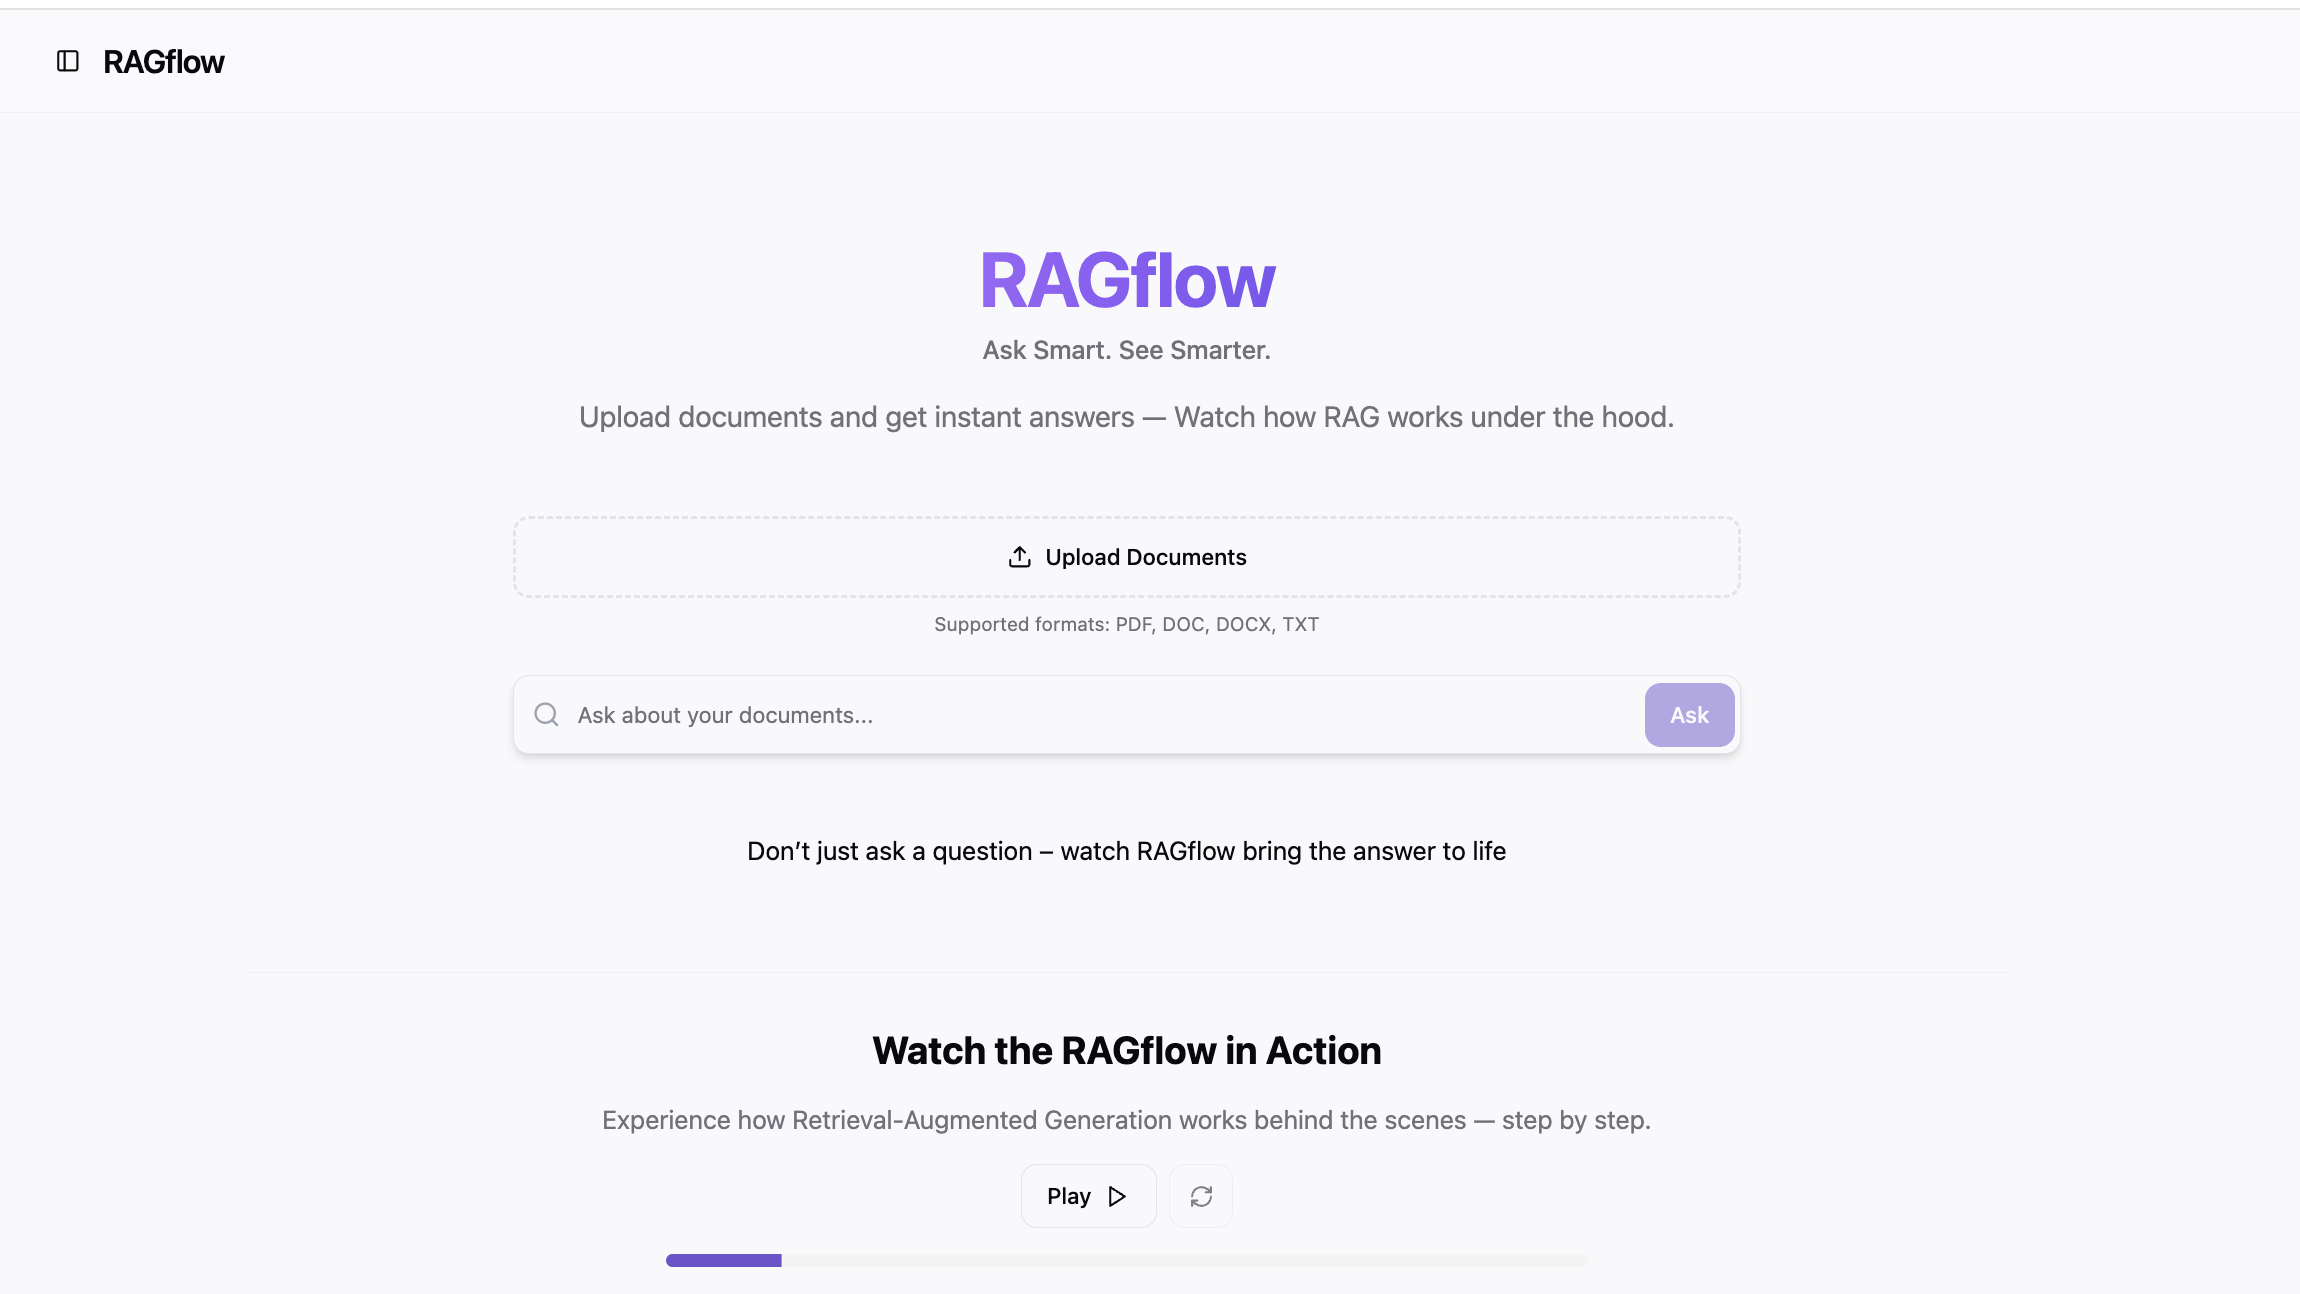 RAGflow
RAGflow
Ask Smart. See Smarter.
Upload documents and get instant answers — Watch how RAG works under the hood.
Upload Documents
Supported formats: PDF, DOC, DOCX, TXT
Ask about your documents...
Ask
Don’t just ask a question – watch RAGflow bring the answer to life
Watch the RAGflow in Action
Experience how Retrieval-Augmented Generation works behind the scenes — step by step.
Play